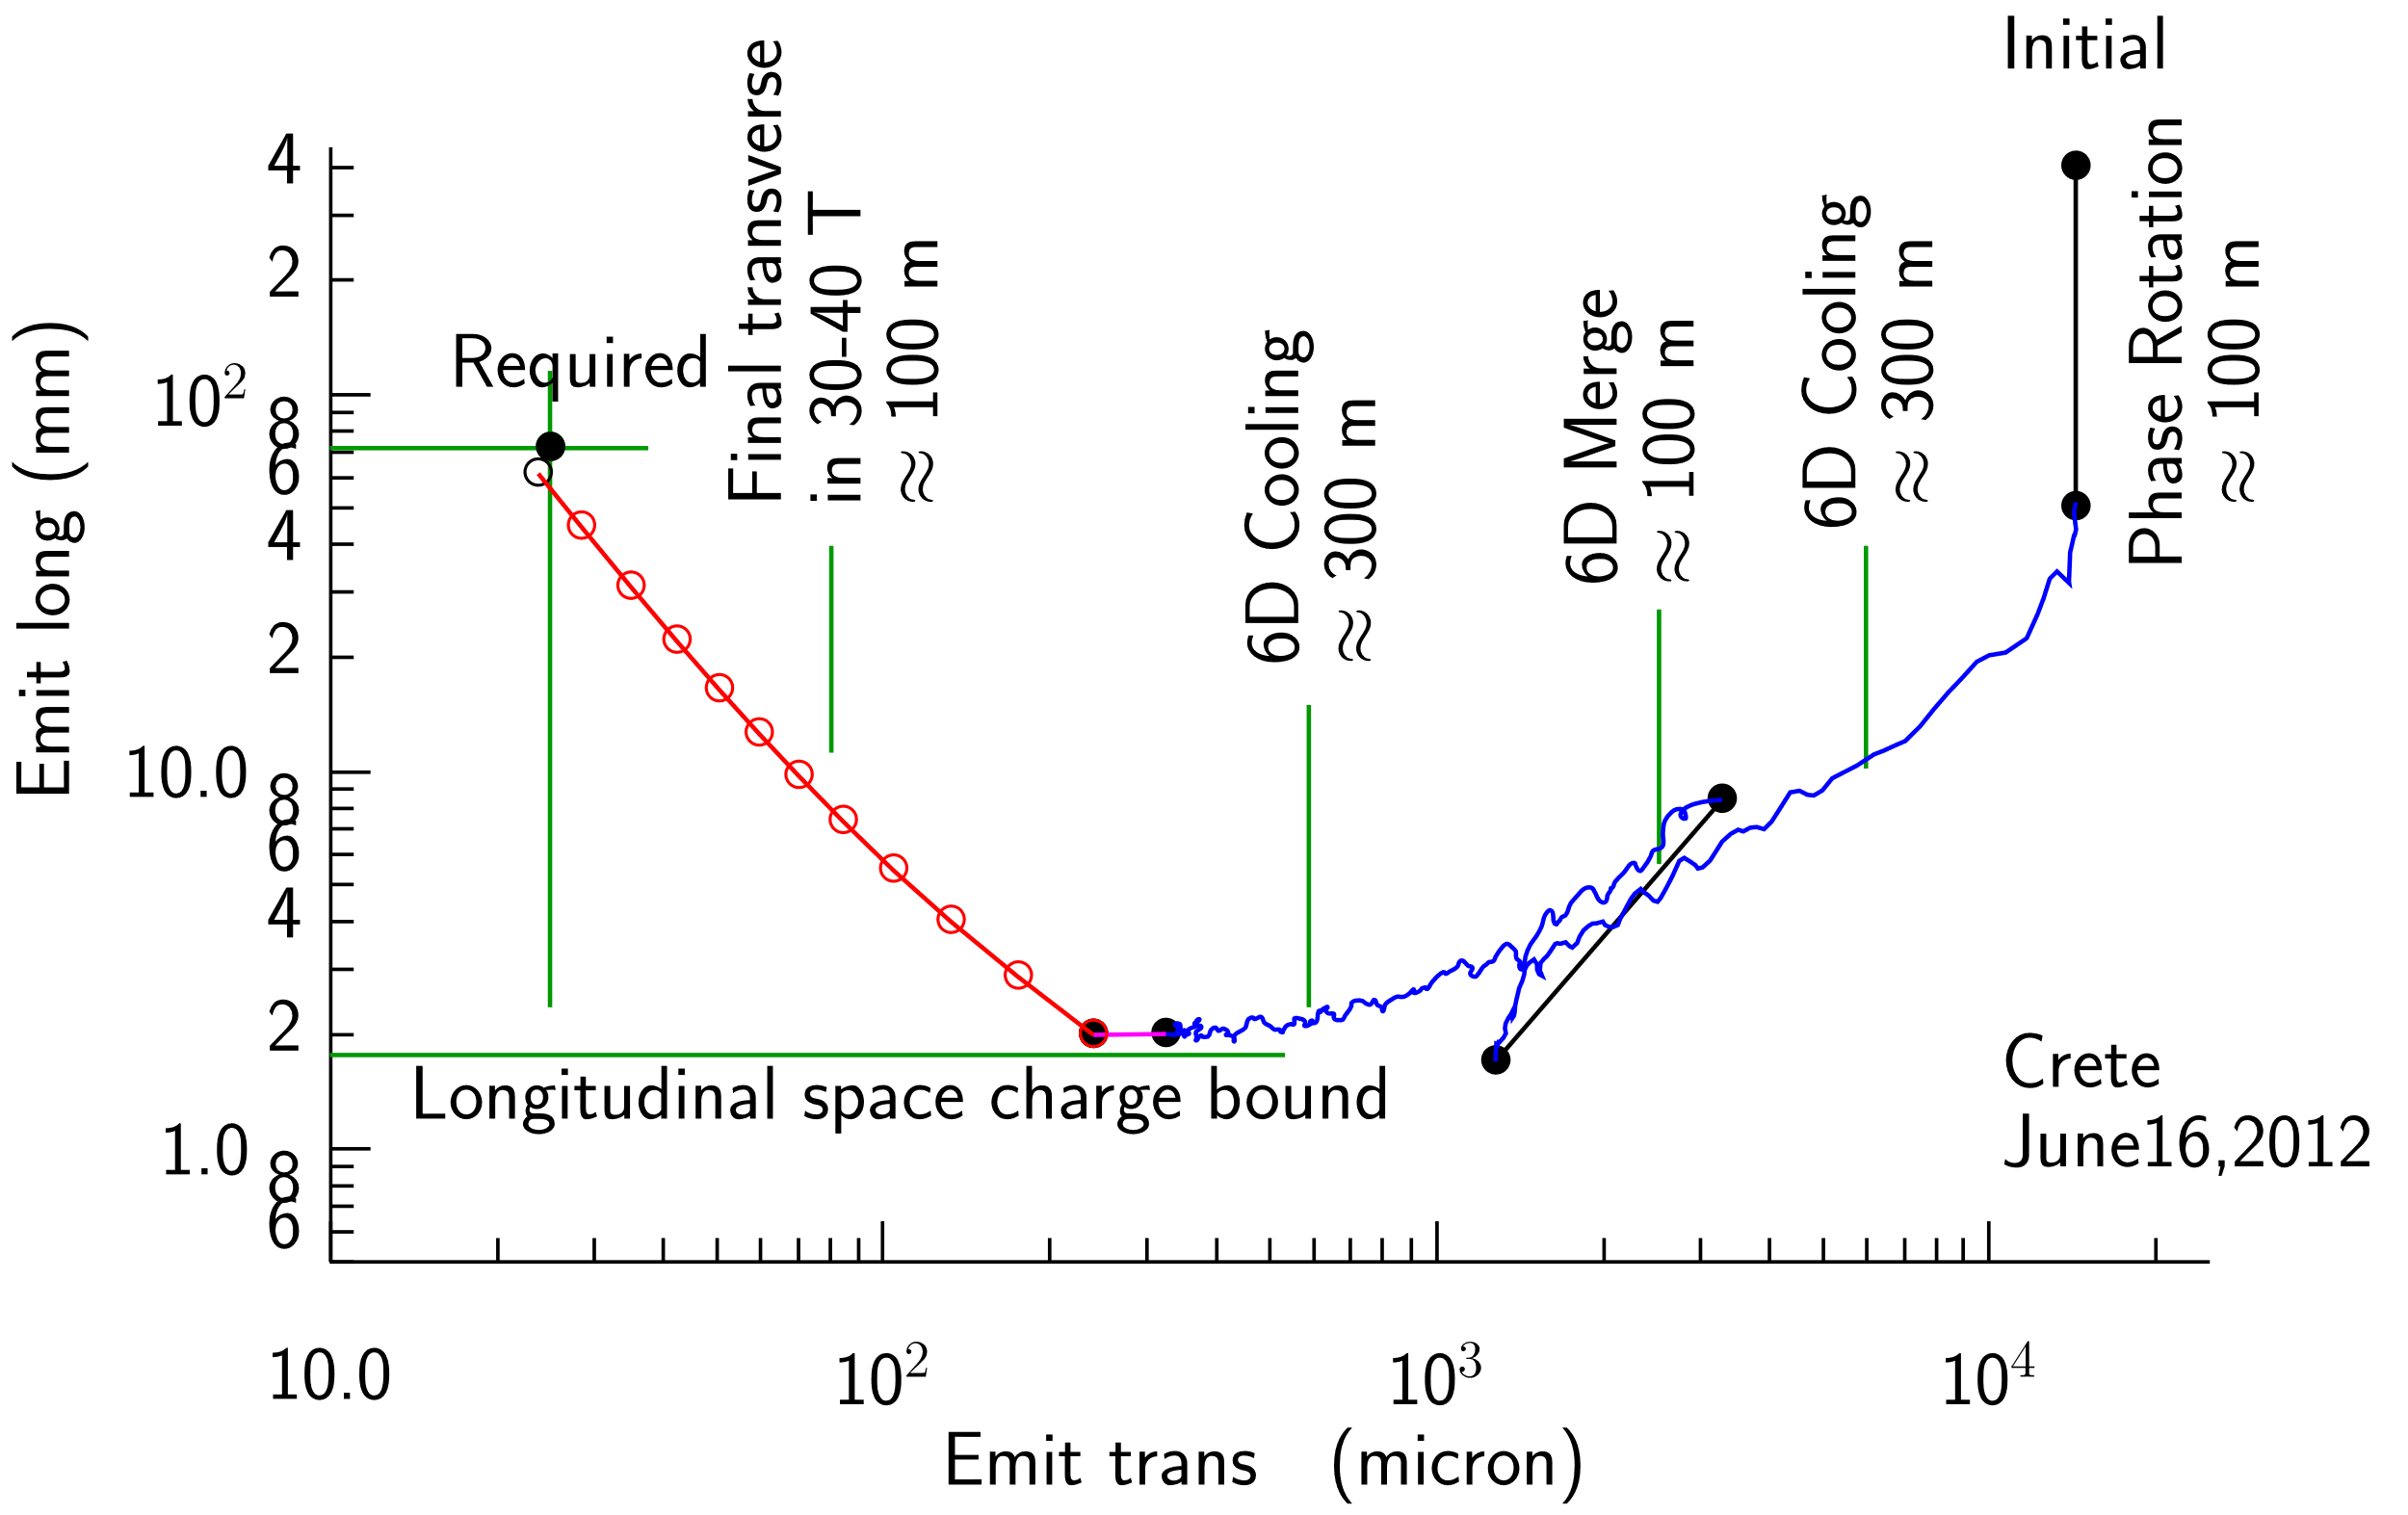 Initial
Emit long (mm)
4
2
10²
8
6
4
2
10.0
8
6
4
2
1.0
8
6
Required
Final transverse
in 30-40 T
≈ 100 m
6D Cooling
≈ 300 m
6D Merge
≈ 100 m
6D Cooling
≈ 300 m
Phase Rotation
≈ 100 m
Longitudinal space charge bound
Crete
June16,2012
10.0 10² 10³ 10⁴
Emit trans (micron)